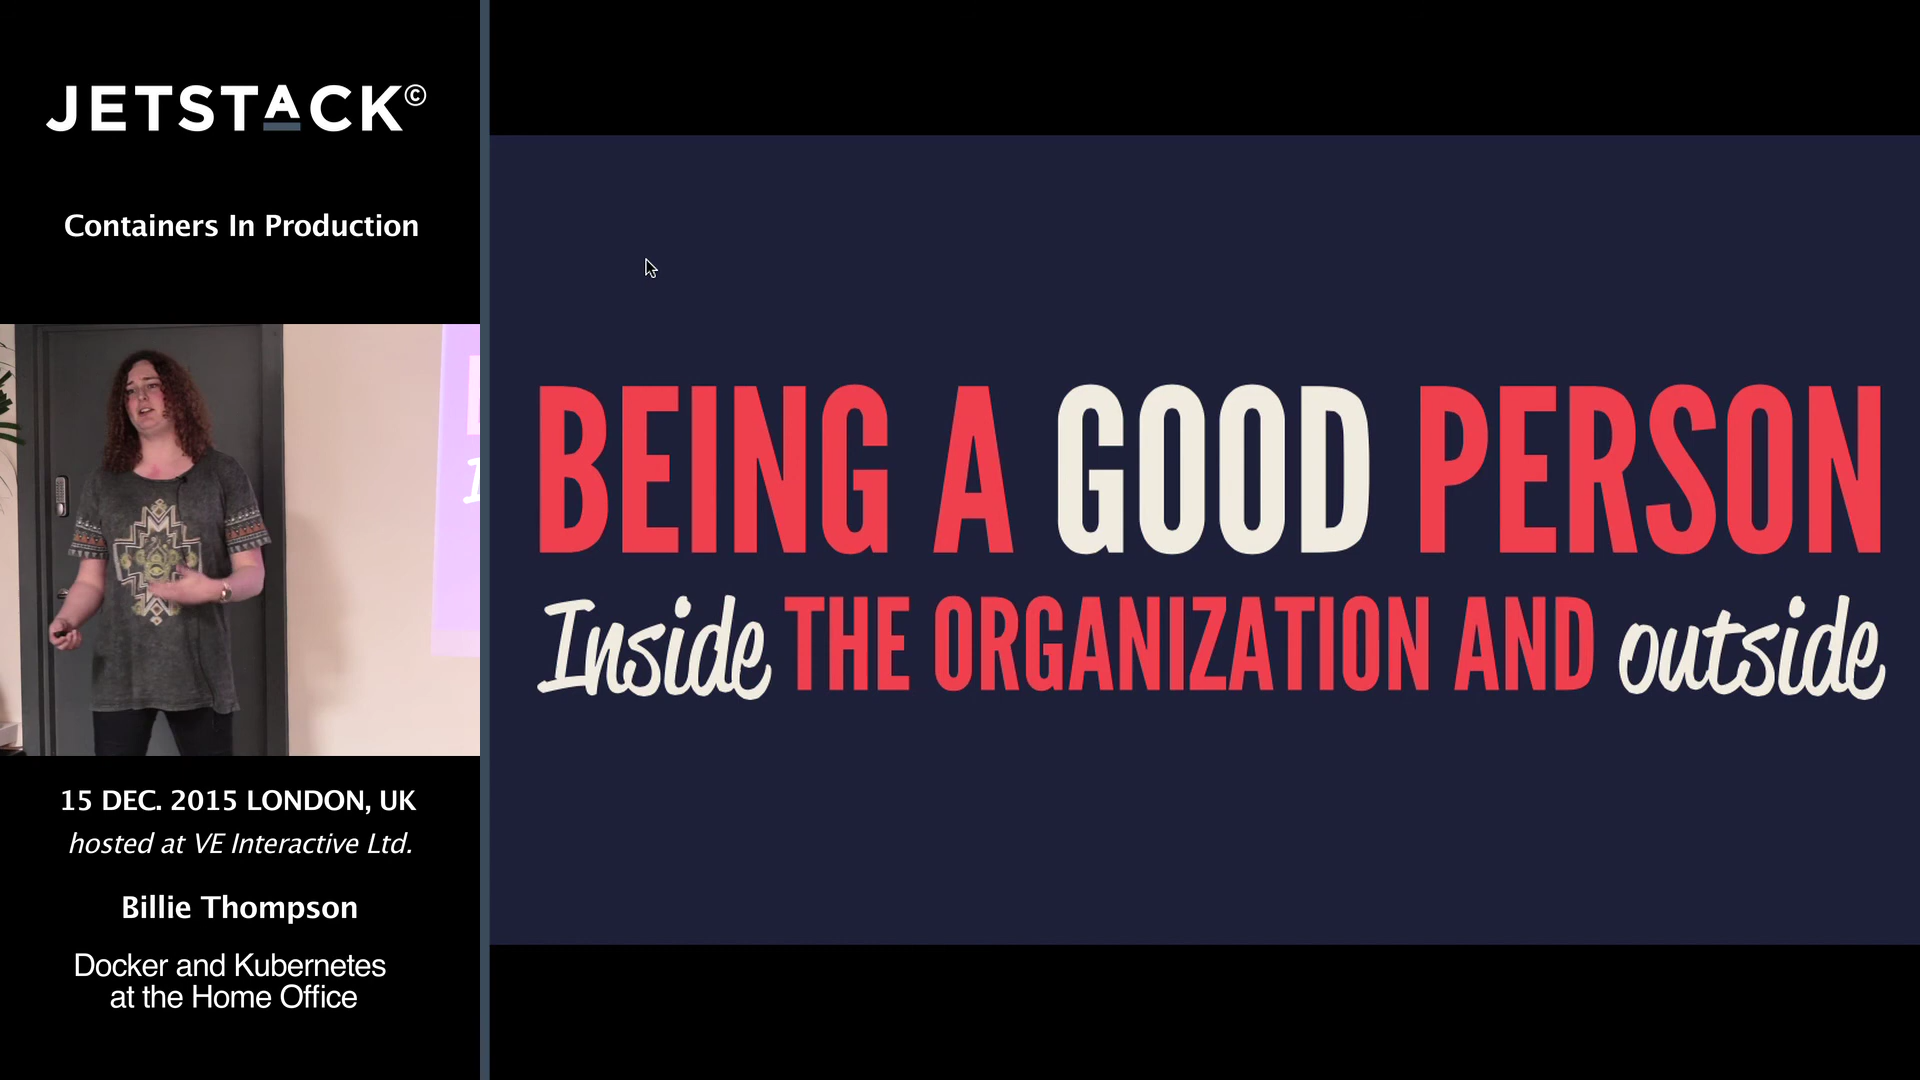 JETSTACK©
Containers In Production
15 DEC. 2015 LONDON, UK
hosted at VE Interactive Ltd.
Billie Thompson
Docker and Kubernetes
at the Home Office
BEING A GOOD PERSON
Inside THE ORGANIZATION AND outside